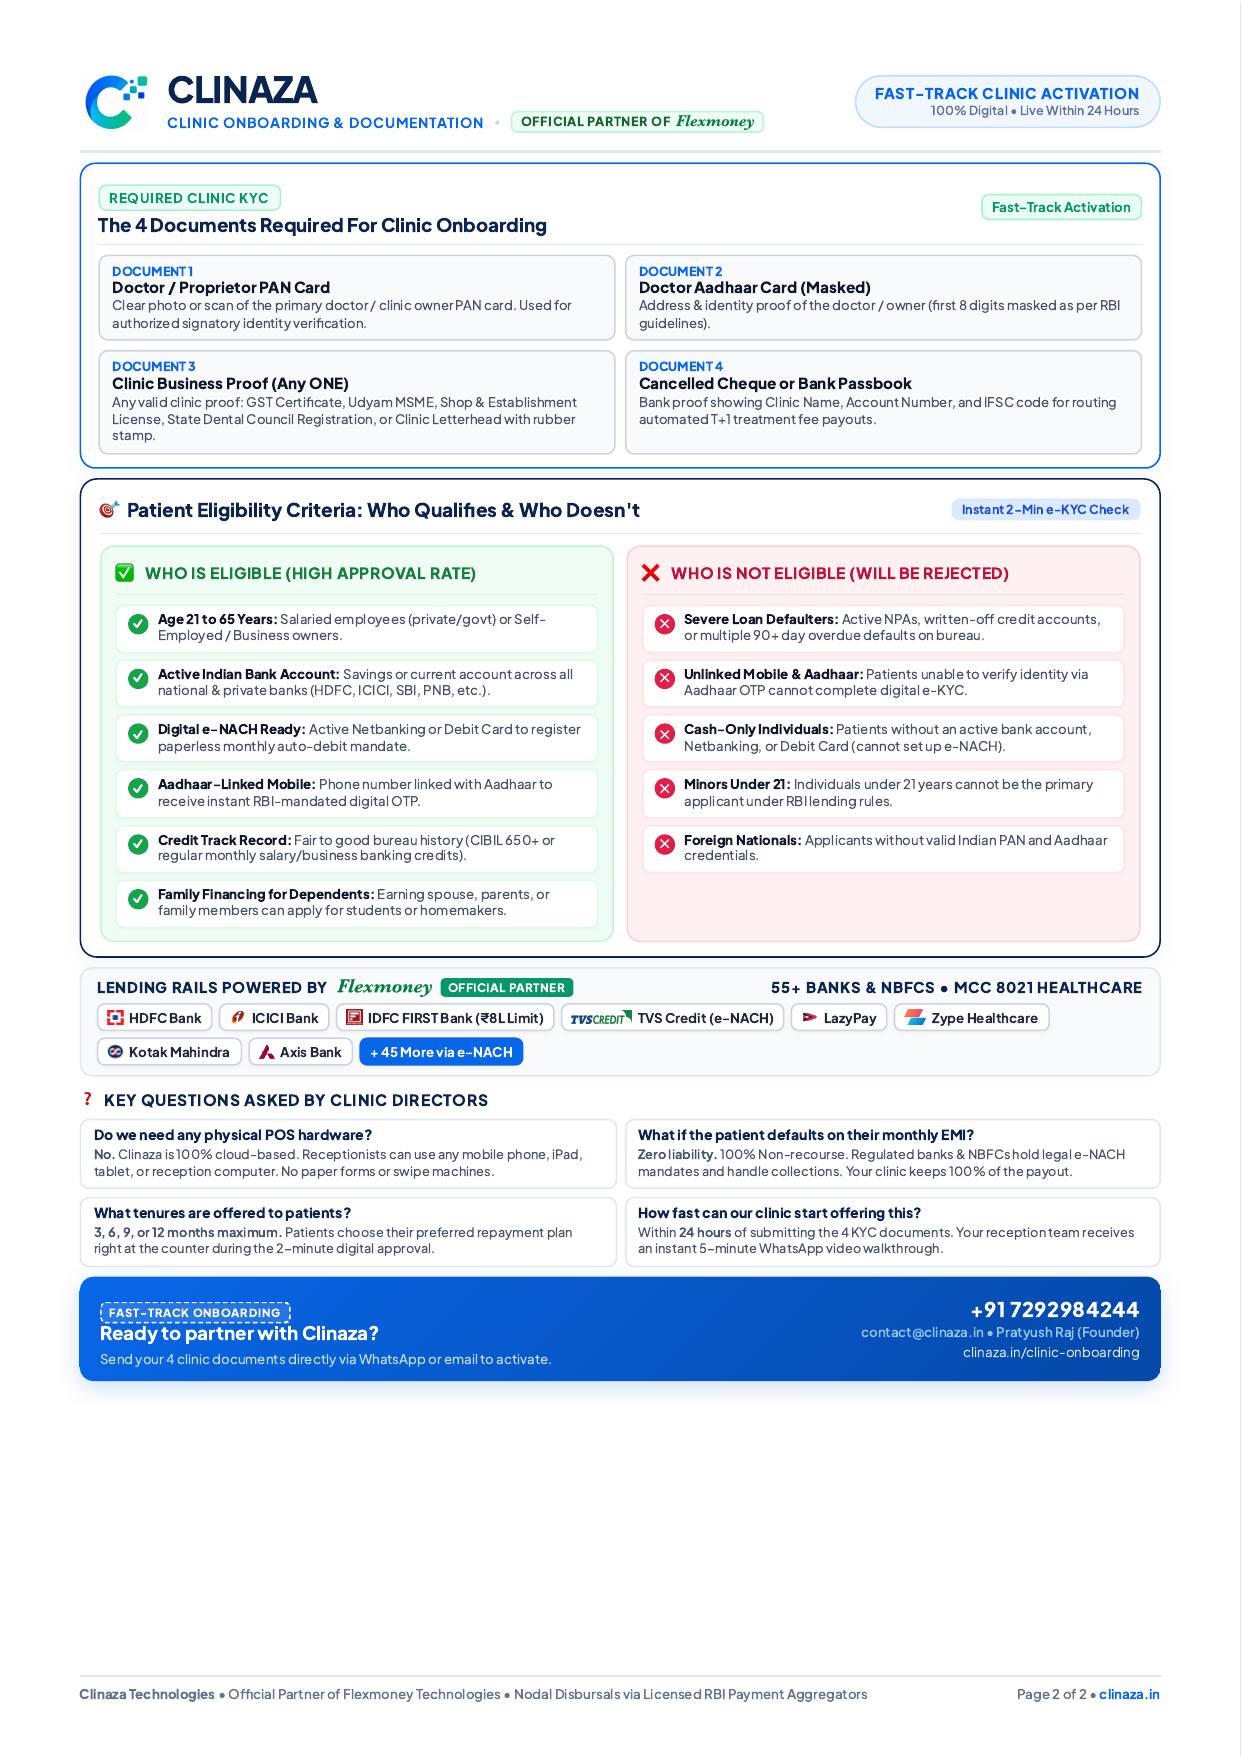 CLINAZA
CLINIC ONBOARDING & DOCUMENTATION • OFFICIAL PARTNER OF Flexmoney
FAST-TRACK CLINIC ACTIVATION
100% Digital • Live Within 24 Hours
REQUIRED CLINIC KYC
The 4 Documents Required For Clinic Onboarding
Fast-Track Activation
DOCUMENT 1
Doctor / Proprietor PAN Card
Clear photo or scan of the primary doctor / clinic owner PAN card. Used for
authorized signatory identity verification.
DOCUMENT 2
Doctor Aadhaar Card (Masked)
Address & identity proof of the doctor / owner (first 8 digits masked as per RBI
guidelines).
DOCUMENT 3
Clinic Business Proof (Any ONE)
Any valid clinic proof: GST Certificate, Udyam MSME, Shop & Establishment
License, State Dental Council Registration, or Clinic Letterhead with rubber
stamp.
DOCUMENT 4
Cancelled Cheque or Bank Passbook
Bank proof showing Clinic Name, Account Number, and IFSC code for routing
automated T+1 treatment fee payouts.
Patient Eligibility Criteria: Who Qualifies & Who Doesn't
Instant 2-Min e-KYC Check
WHO IS ELIGIBLE (HIGH APPROVAL RATE)
Age 21 to 65 Years: Salaried employees (private/govt) or Self-
Employed / Business owners.
Active Indian Bank Account: Savings or current account across all
national & private banks (HDFC, ICICI, SBI, PNB, etc.).
Digital e-NACH Ready: Active Netbanking or Debit Card to register
paperless monthly auto-debit mandate.
Aadhaar-Linked Mobile: Phone number linked with Aadhaar to
receive instant RBI-mandated digital OTP.
Credit Track Record: Fair to good bureau history (CIBIL 650+ or
regular monthly salary/business banking credits).
Family Financing for Dependents: Earning spouse, parents, or
family members can apply for students or homemakers.
WHO IS NOT ELIGIBLE (WILL BE REJECTED)
Severe Loan Defaulters: Active NPAs, written-off credit accounts,
or multiple 90+ day overdue defaults on bureau.
Unlinked Mobile & Aadhaar: Patients unable to verify identity via
Aadhaar OTP cannot complete digital e-KYC.
Cash-Only Individuals: Patients without an active bank account,
Netbanking, or Debit Card (cannot set up e-NACH).
Minors Under 21: Individuals under 21 years cannot be the primary
applicant under RBI lending rules.
Foreign Nationals: Applicants without valid Indian PAN and Aadhaar
credentials.
LENDING RAILS POWERED BY Flexmoney OFFICIAL PARTNER
55+ BANKS & NBFCS • MCC 8021 HEALTHCARE
HDFC Bank ICICI Bank IDFC FIRST Bank (₹8L Limit) TVS CREDIT TVS Credit (e-NACH) LazyPay Zype Healthcare
Kotak Mahindra Axis Bank + 45 More via e-NACH
? KEY QUESTIONS ASKED BY CLINIC DIRECTORS
Do we need any physical POS hardware?
No. Clinaza is 100% cloud-based. Receptionists can use any mobile phone, iPad,
tablet, or reception computer. No paper forms or swipe machines.
What if the patient defaults on their monthly EMI?
Zero liability. 100% Non-recourse. Regulated banks & NBFCs hold legal e-NACH
mandates and handle collections. Your clinic keeps 100% of the payout.
What tenures are offered to patients?
3, 6, 9, or 12 months maximum. Patients choose their preferred repayment plan
right at the counter during the 2-minute digital approval.
How fast can our clinic start offering this?
Within 24 hours of submitting the 4 KYC documents. Your reception team receives
an instant 5-minute WhatsApp video walkthrough.
FAST-TRACK ONBOARDING
Ready to partner with Clinaza?
Send your 4 clinic documents directly via WhatsApp or email to activate.
+91 7292984244
contact@clinaza.in • Pratyush Raj (Founder)
clinaza.in/clinic-onboarding
Clinaza Technologies • Official Partner of Flexmoney Technologies • Nodal Disbursals via Licensed RBI Payment Aggregators
Page 2 of 2 • clinaza.in